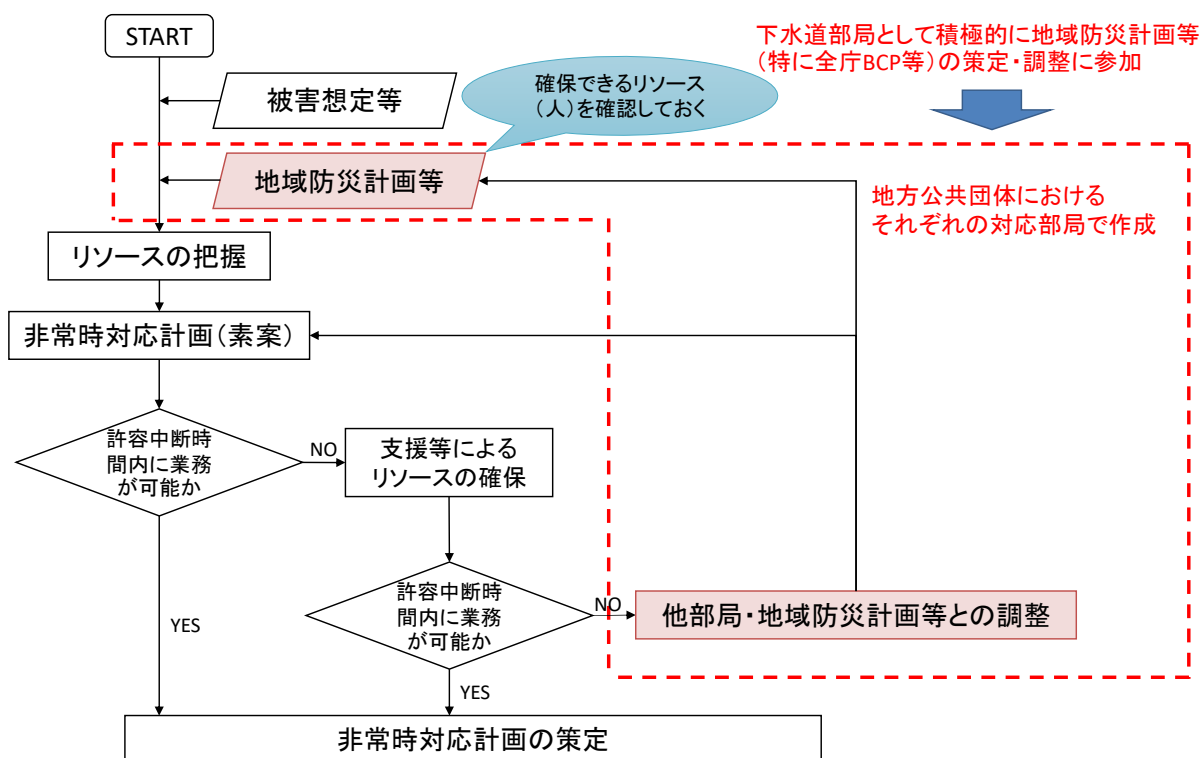 START
下水道部局として積極的に地域防災計画等
（特に全庁BCP等）の策定・調整に参加
被害想定等
確保できるリソース
（人）を確認しておく
地域防災計画等
地方公共団体における
それぞれの対応部局で作成
リソースの把握
非常時対応計画（素案）
許容中断時
間内に業務
が可能か
NO
支援等による
リソースの確保
許容中断時
間内に業務
が可能か
NO
他部局・地域防災計画等との調整
YES
YES
非常時対応計画の策定